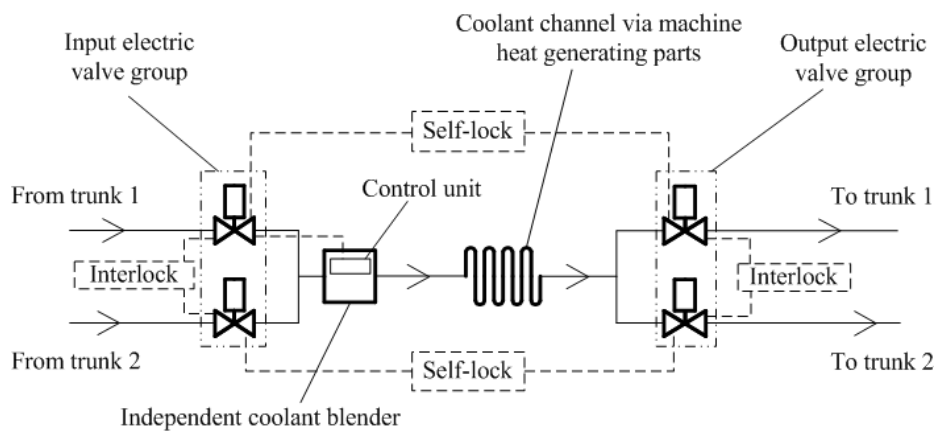 Input electric
valve group
Coolant channel via machine
heat generating parts
Output electric
valve group
Self-lock
From trunk 1
Control unit
To trunk 1
Interlock
Interlock
From trunk 2
To trunk 2
Self-lock
Independent coolant blender